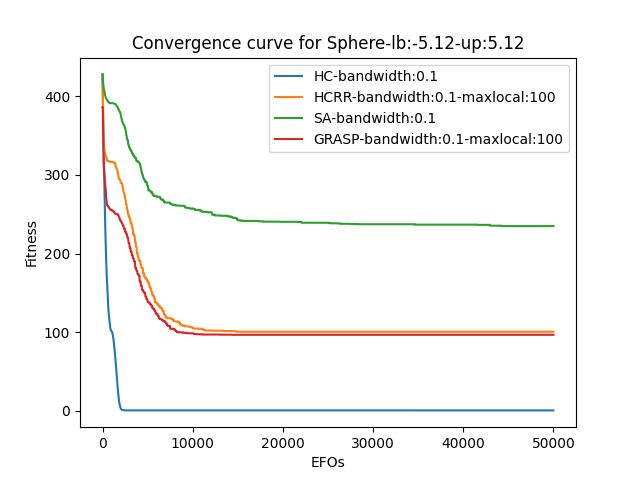 Convergence curve for Sphere-lb:-5.12-up:5.12
HC-bandwidth:0.1
HCRR-bandwidth:0.1-maxlocal:100
SA-bandwidth:0.1
GRASP-bandwidth:0.1-maxlocal:100
400
300
200
100
0
Fitness
0 10000 20000 30000 40000 50000
EFOs